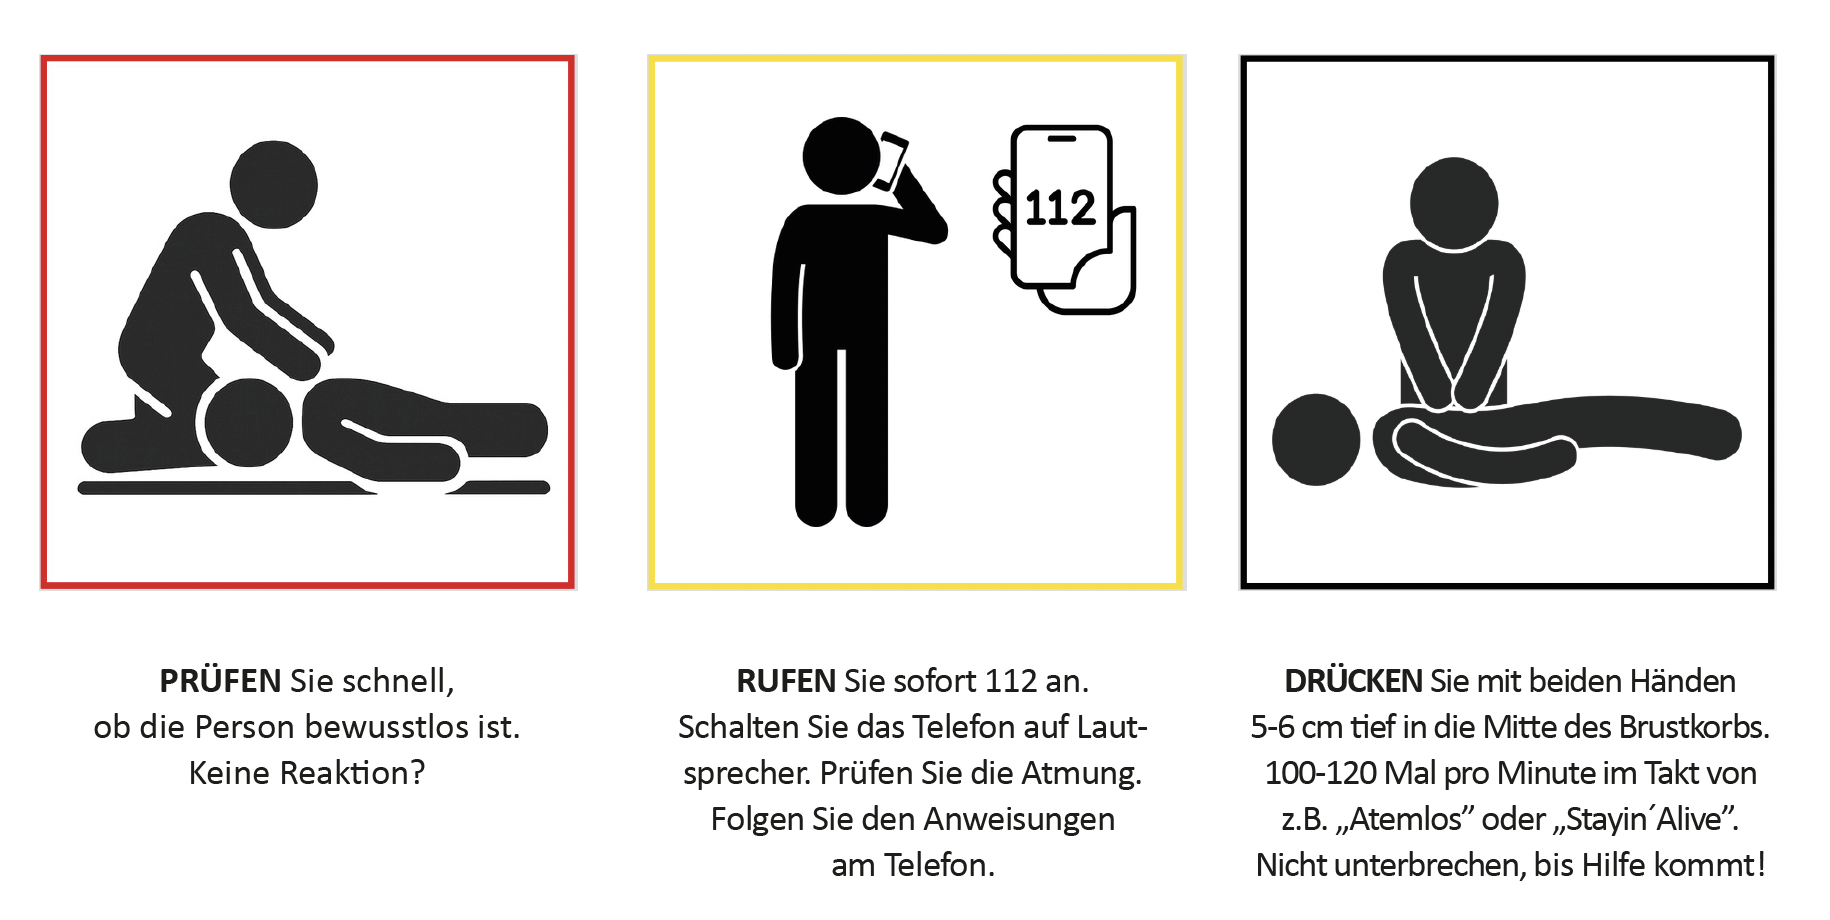 112
PRÜFEN Sie schnell,
ob die Person bewusstlos ist.
Keine Reaktion?
RUFEN Sie sofort 112 an.
Schalten Sie das Telefon auf Laut-
sprecher. Prüfen Sie die Atmung.
Folgen Sie den Anweisungen
am Telefon.
DRÜCKEN Sie mit beiden Händen
5-6 cm tief in die Mitte des Brustkorbs.
100-120 Mal pro Minute im Takt von
z.B. „Atemlos” oder „Stayin´Alive”.
Nicht unterbrechen, bis Hilfe kommt!